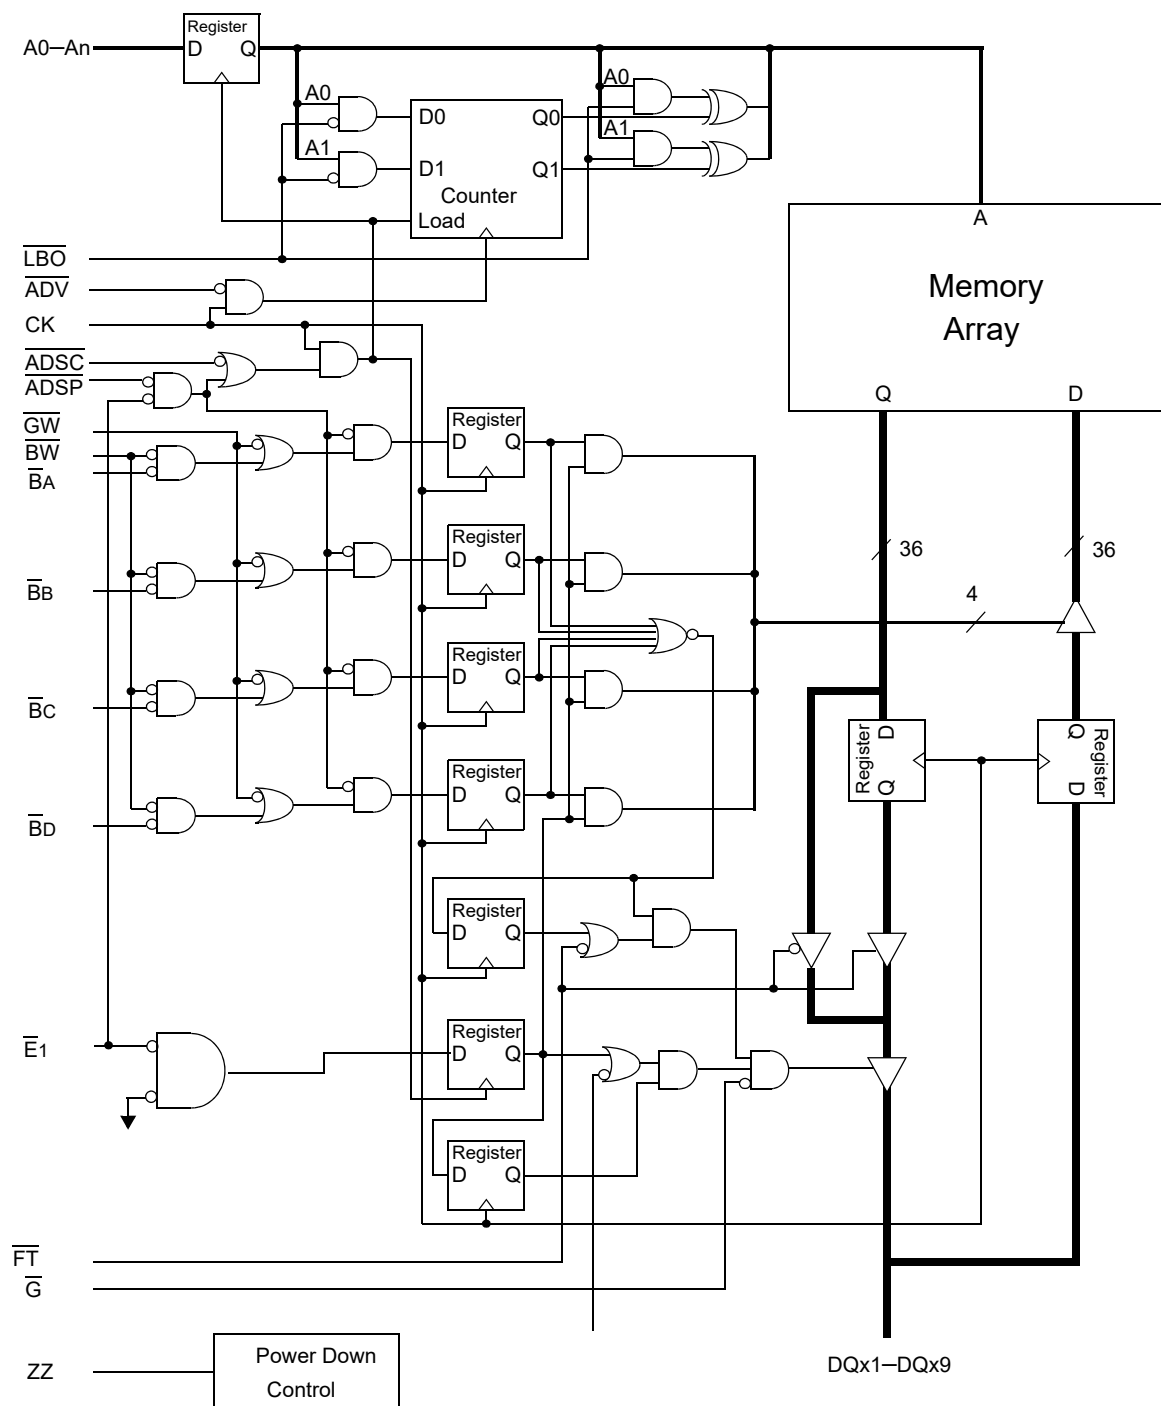 Register
A0–An
D Q
A0
A0
D0
Q0
A1
A1
D1
Q1
Counter
Load
A
LBO
ADV
Memory
CK
Array
ADSC
ADSP
Q
D
GW
Register
BW
D Q
BA
Register
36
36
D Q
BB
4
Register
D Q
BC
Register D Q
Q D Register
Register
D Q
BD
Register
D Q
Register
E1
D Q
Register
D Q
FT
G
Power Down
ZZ
DQx1–DQx9
Control